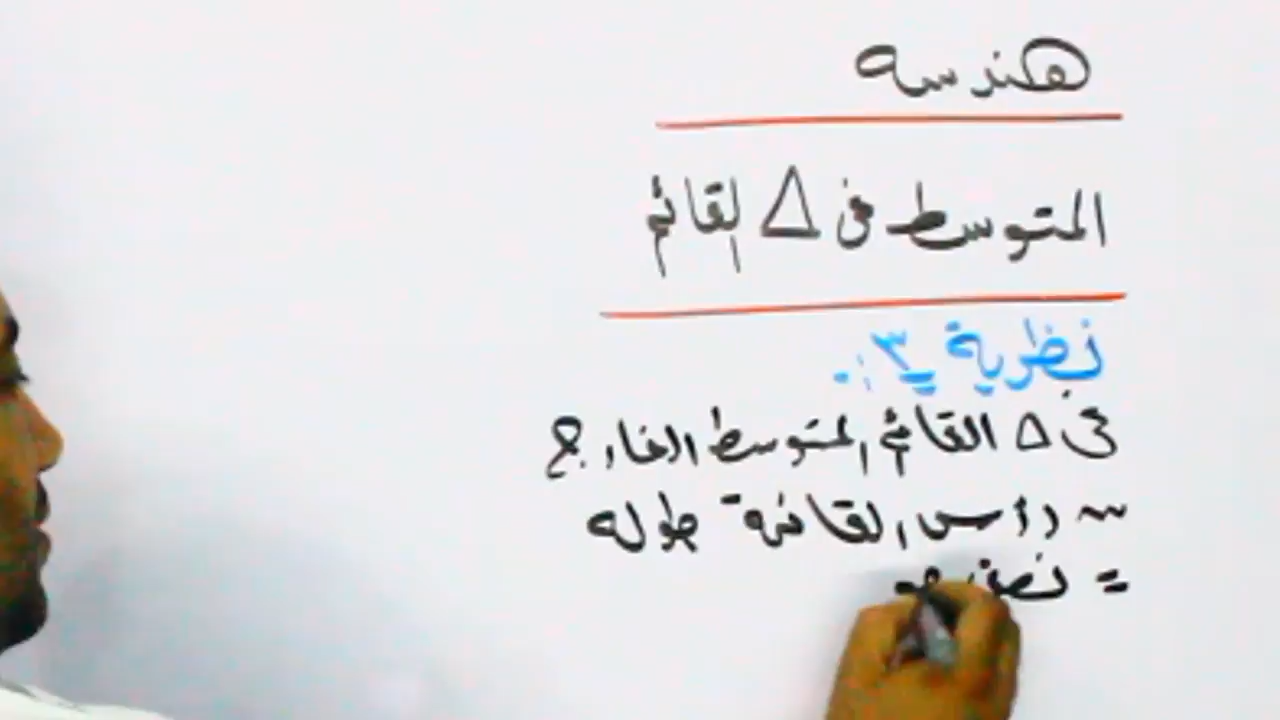 هندسه
المتوسط فى △ القائم
نظرية ٣:-
فى △ القائم المتوسط الخارج
من رأس القائمة طوله
= نصف